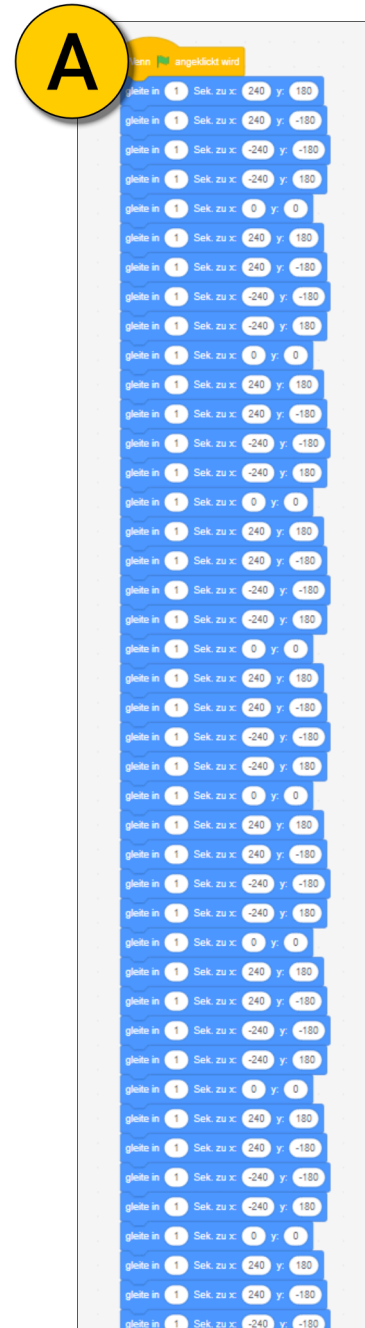 A
Wenn angeklickt wird
gleite in 1 Sek. zu x: 240 y: 180
gleite in 1 Sek. zu x: 240 y: -180
gleite in 1 Sek. zu x: -240 y: -180
gleite in 1 Sek. zu x: -240 y: 180
gleite in 1 Sek. zu x: 0 y: 0
gleite in 1 Sek. zu x: 240 y: 180
gleite in 1 Sek. zu x: 240 y: -180
gleite in 1 Sek. zu x: -240 y: -180
gleite in 1 Sek. zu x: -240 y: 180
gleite in 1 Sek. zu x: 0 y: 0
gleite in 1 Sek. zu x: 240 y: 180
gleite in 1 Sek. zu x: 240 y: -180
gleite in 1 Sek. zu x: -240 y: -180
gleite in 1 Sek. zu x: -240 y: 180
gleite in 1 Sek. zu x: 0 y: 0
gleite in 1 Sek. zu x: 240 y: 180
gleite in 1 Sek. zu x: 240 y: -180
gleite in 1 Sek. zu x: -240 y: -180
gleite in 1 Sek. zu x: -240 y: 180
gleite in 1 Sek. zu x: 0 y: 0
gleite in 1 Sek. zu x: 240 y: 180
gleite in 1 Sek. zu x: 240 y: -180
gleite in 1 Sek. zu x: -240 y: -180
gleite in 1 Sek. zu x: -240 y: 180
gleite in 1 Sek. zu x: 0 y: 0
gleite in 1 Sek. zu x: 240 y: 180
gleite in 1 Sek. zu x: 240 y: -180
gleite in 1 Sek. zu x: -240 y: -180
gleite in 1 Sek. zu x: -240 y: 180
gleite in 1 Sek. zu x: 0 y: 0
gleite in 1 Sek. zu x: 240 y: 180
gleite in 1 Sek. zu x: 240 y: -180
gleite in 1 Sek. zu x: -240 y: -180
gleite in 1 Sek. zu x: -240 y: 180
gleite in 1 Sek. zu x: 0 y: 0
gleite in 1 Sek. zu x: 240 y: 180
gleite in 1 Sek. zu x: 240 y: -180
gleite in 1 Sek. zu x: -240 y: -180
gleite in 1 Sek. zu x: -240 y: 180
gleite in 1 Sek. zu x: 0 y: 0
gleite in 1 Sek. zu x: 240 y: 180
gleite in 1 Sek. zu x: 240 y: -180
gleite in 1 Sek. zu x: -240 y: -180